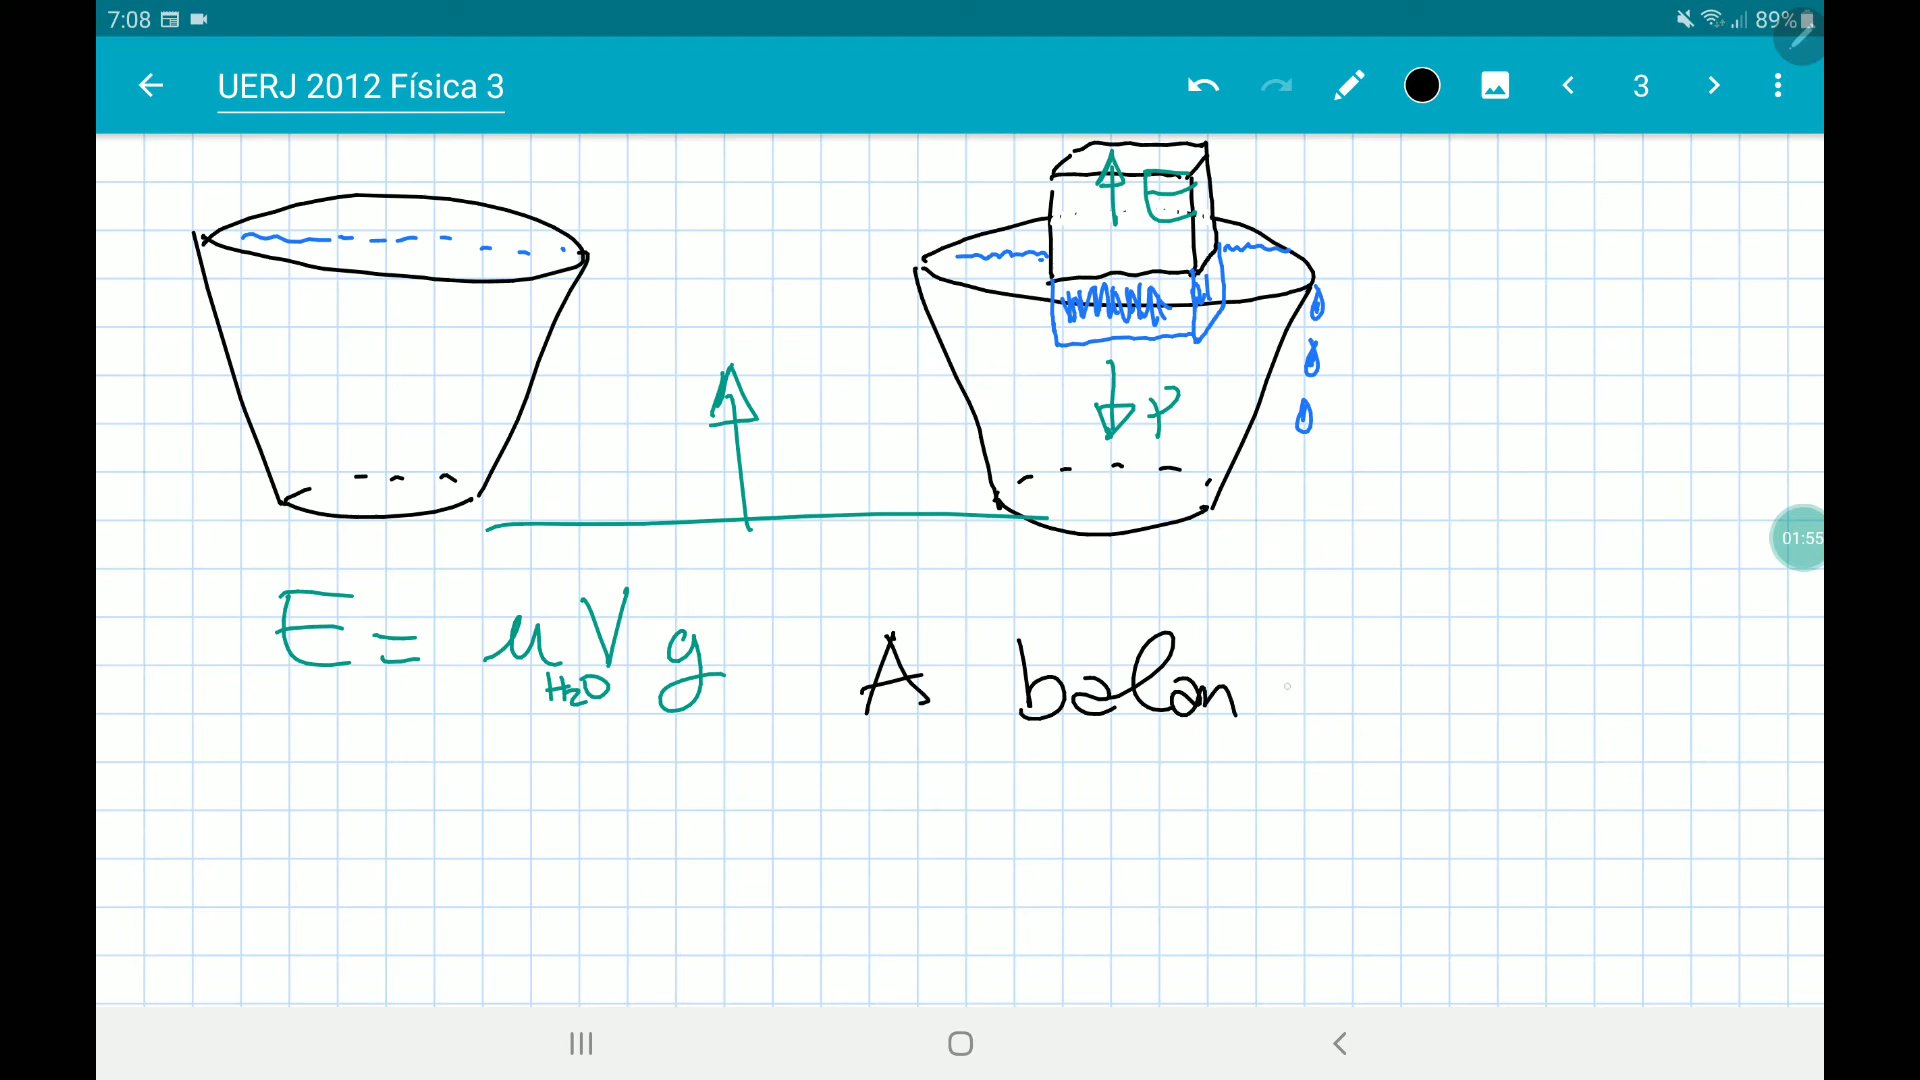 7:08 89%
UERJ 2012 Física 3 3
E
P
01:55
E = μ V g
H₂O
A balan